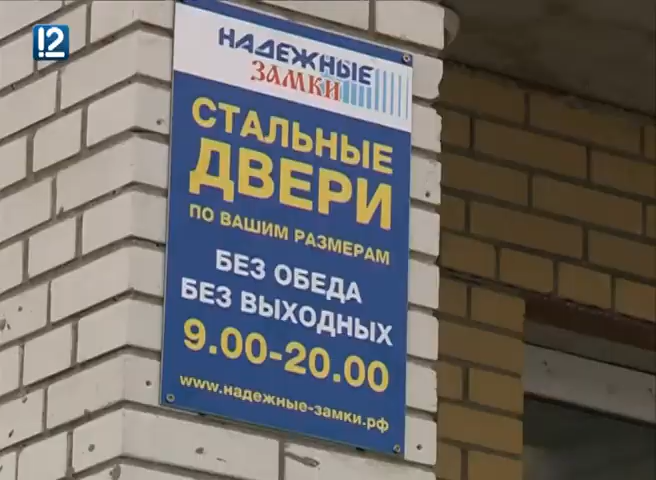 12
НАДЕЖНЫЕ
ЗАМКИ
СТАЛЬНЫЕ
ДВЕРИ
ПО ВАШИМ РАЗМЕРАМ
БЕЗ ОБЕДА
БЕЗ ВЫХОДНЫХ
9.00-20.00
www.надежные-замки.рф